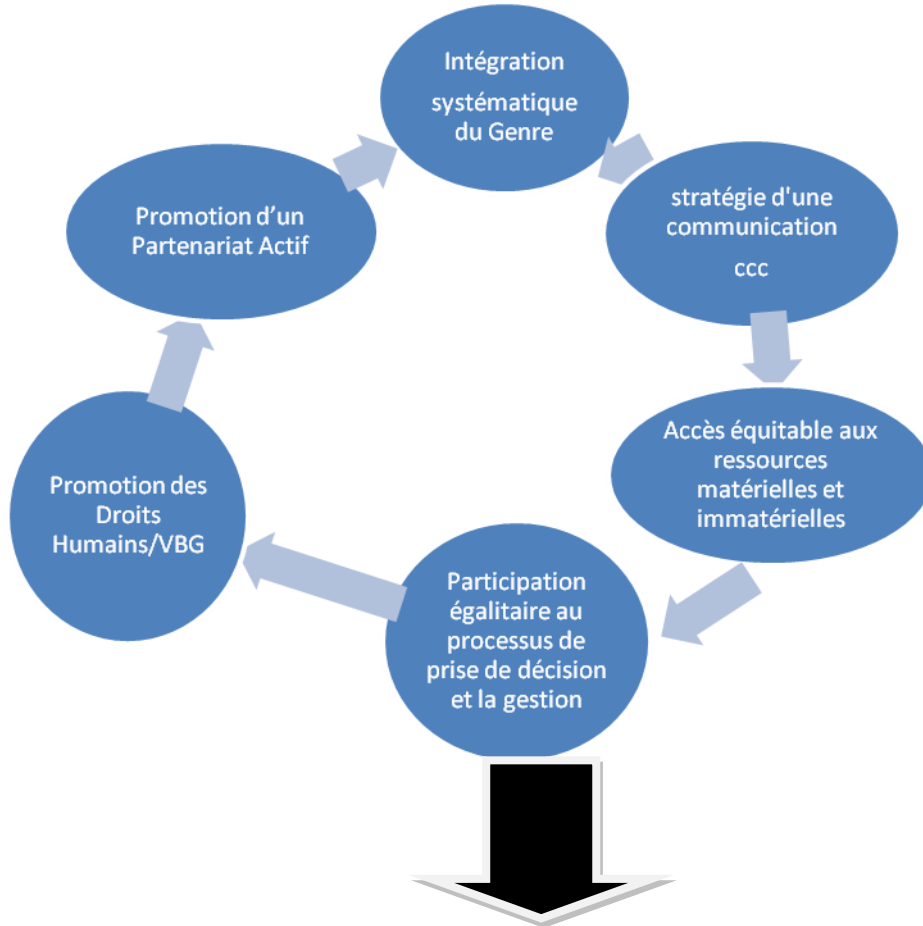 Intégration
systématique
du Genre
stratégie d'une
communication
ccc
Accès équitable aux
ressources
matérielles et
immatérielles
Participation
égalitaire au
processus de
prise de décision
et la gestion
Promotion des
Droits
Humains/VBG
Promotion d’un
Partenariat Actif